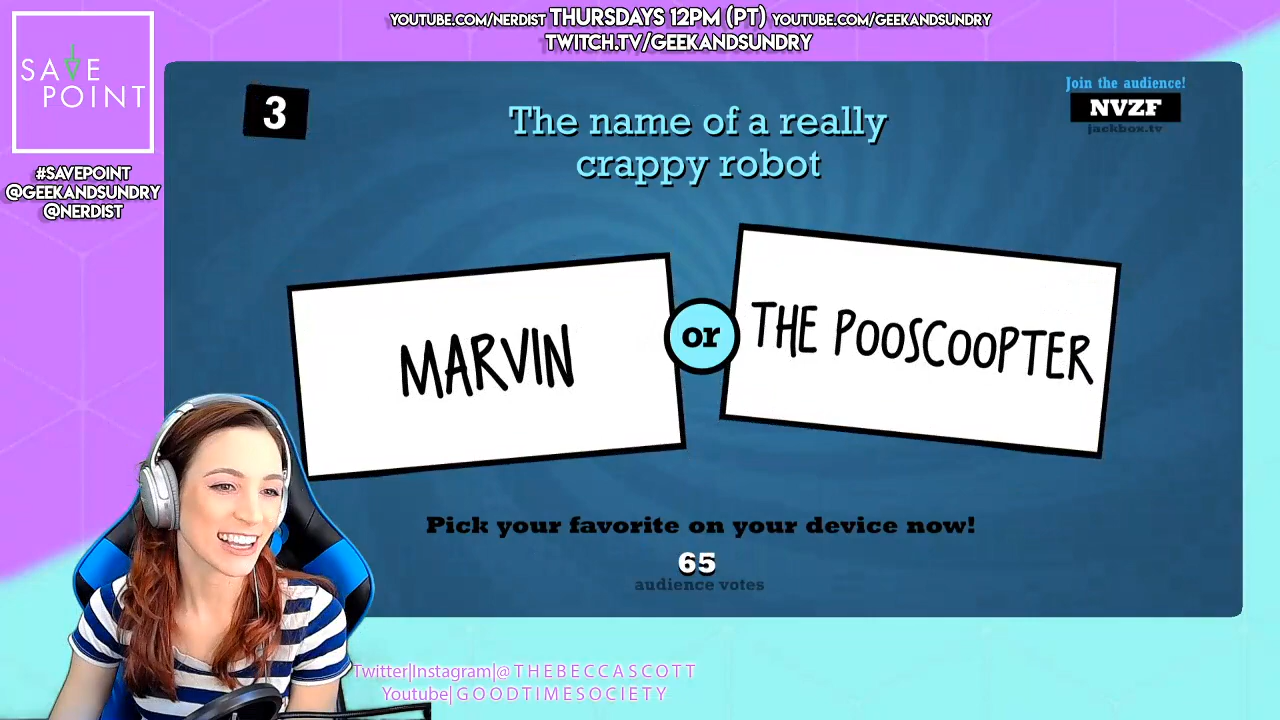 YOUTUBE.COM/NERDIST THURSDAYS 12PM (PT) YOUTUBE.COM/GEEKANDSUNDRY
TWITCH.TV/GEEKANDSUNDRY
SAVE
POINT
#SAVEPOINT
@GEEKANDSUNDRY
@NERDIST
3
The name of a really
crappy robot
Join the audience!
NVZF
jackbox.tv
MARVIN
or
THE POOSCOOPTER
Pick your favorite on your device now!
65
audience votes
Twitter|Instagram|@THEBECCASCOTT
Youtube|GOODTIMESOCIETY